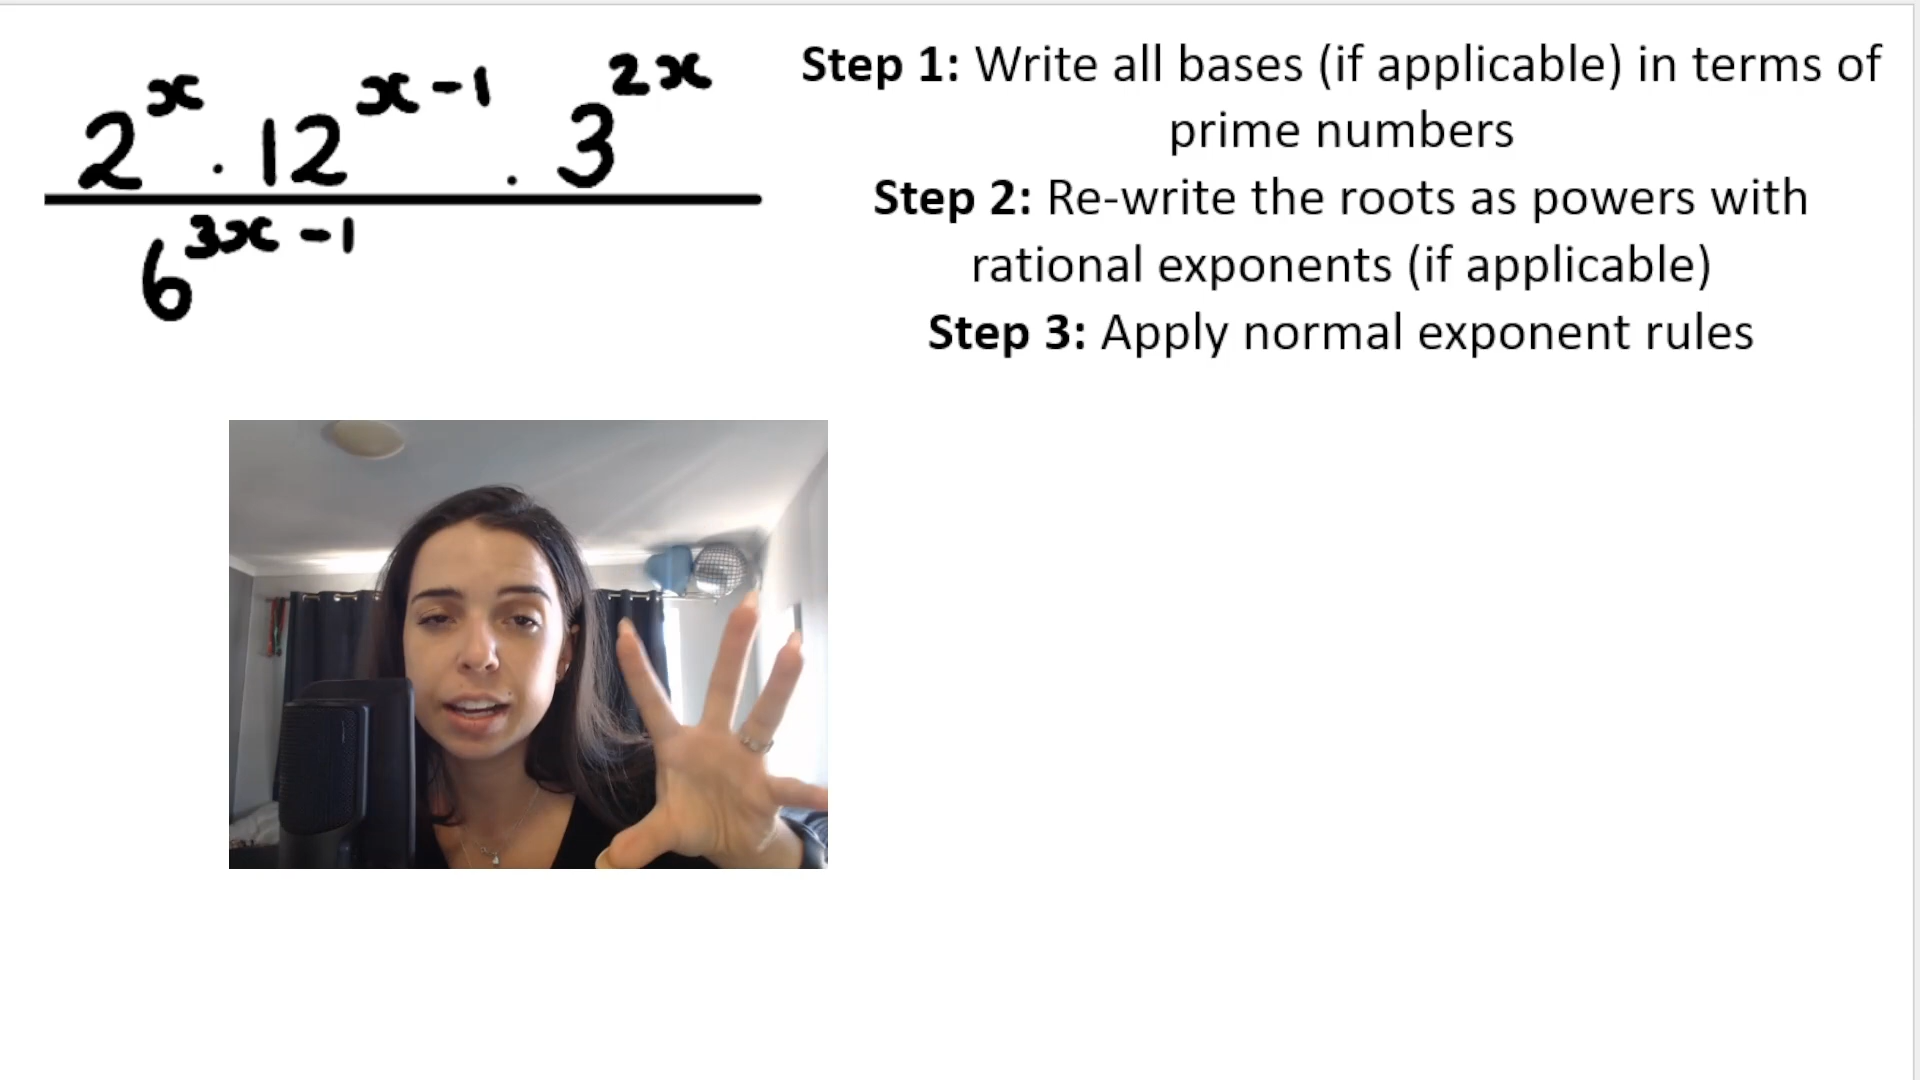 2^x · 12^{x-1} · 3^{2x}
6^{3x-1}
Step 1: Write all bases (if applicable) in terms of
prime numbers
Step 2: Re-write the roots as powers with
rational exponents (if applicable)
Step 3: Apply normal exponent rules